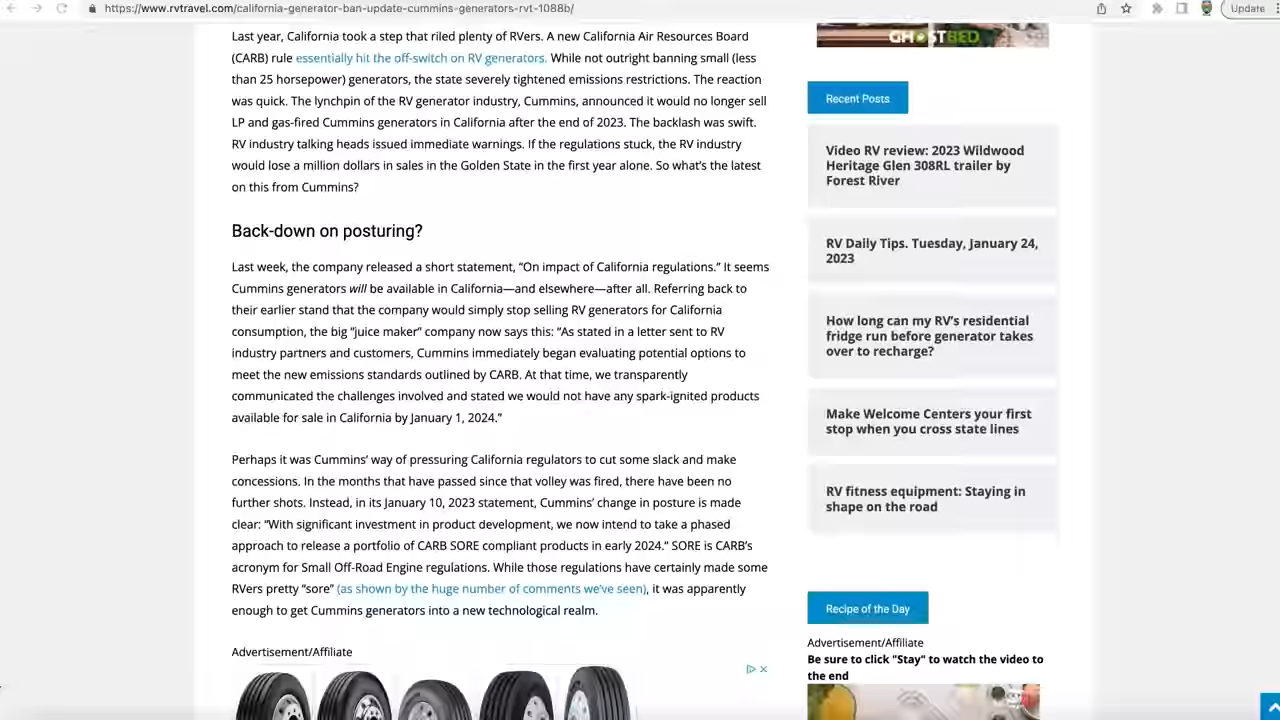 https://www.rvtravel.com/california-generator-ban-update-cummins-generators-rvt-1088b/
Update
Last year, California took a step that riled plenty of RVers. A new California Air Resources Board
(CARB) rule essentially hit the off-switch on RV generators. While not outright banning small (less
than 25 horsepower) generators, the state severely tightened emissions restrictions. The reaction
was quick. The lynchpin of the RV generator industry, Cummins, announced it would no longer sell
LP and gas-fired Cummins generators in California after the end of 2023. The backlash was swift.
RV industry talking heads issued immediate warnings. If the regulations stuck, the RV industry
would lose a million dollars in sales in the Golden State in the first year alone. So what's the latest
on this from Cummins?
Back-down on posturing?
Last week, the company released a short statement, “On impact of California regulations.” It seems
Cummins generators will be available in California—and elsewhere—after all. Referring back to
their earlier stand that the company would simply stop selling RV generators for California
consumption, the big “juice maker” company now says this: “As stated in a letter sent to RV
industry partners and customers, Cummins immediately began evaluating potential options to
meet the new emissions standards outlined by CARB. At that time, we transparently
communicated the challenges involved and stated we would not have any spark-ignited products
available for sale in California by January 1, 2024.”
Perhaps it was Cummins’ way of pressuring California regulators to cut some slack and make
concessions. In the months that have passed since that volley was fired, there have been no
further shots. Instead, in its January 10, 2023 statement, Cummins’ change in posture is made
clear: “With significant investment in product development, we now intend to take a phased
approach to release a portfolio of CARB SORE compliant products in early 2024.” SORE is CARB’s
acronym for Small Off-Road Engine regulations. While those regulations have certainly made some
RVers pretty “sore” (as shown by the huge number of comments we’ve seen), it was apparently
enough to get Cummins generators into a new technological realm.
Advertisement/Affiliate
GHOSTBED
Recent Posts
Video RV review: 2023 Wildwood
Heritage Glen 308RL trailer by
Forest River
RV Daily Tips. Tuesday, January 24,
2023
How long can my RV’s residential
fridge run before generator takes
over to recharge?
Make Welcome Centers your first
stop when you cross state lines
RV fitness equipment: Staying in
shape on the road
Recipe of the Day
Advertisement/Affiliate
Be sure to click "Stay" to watch the video to
the end